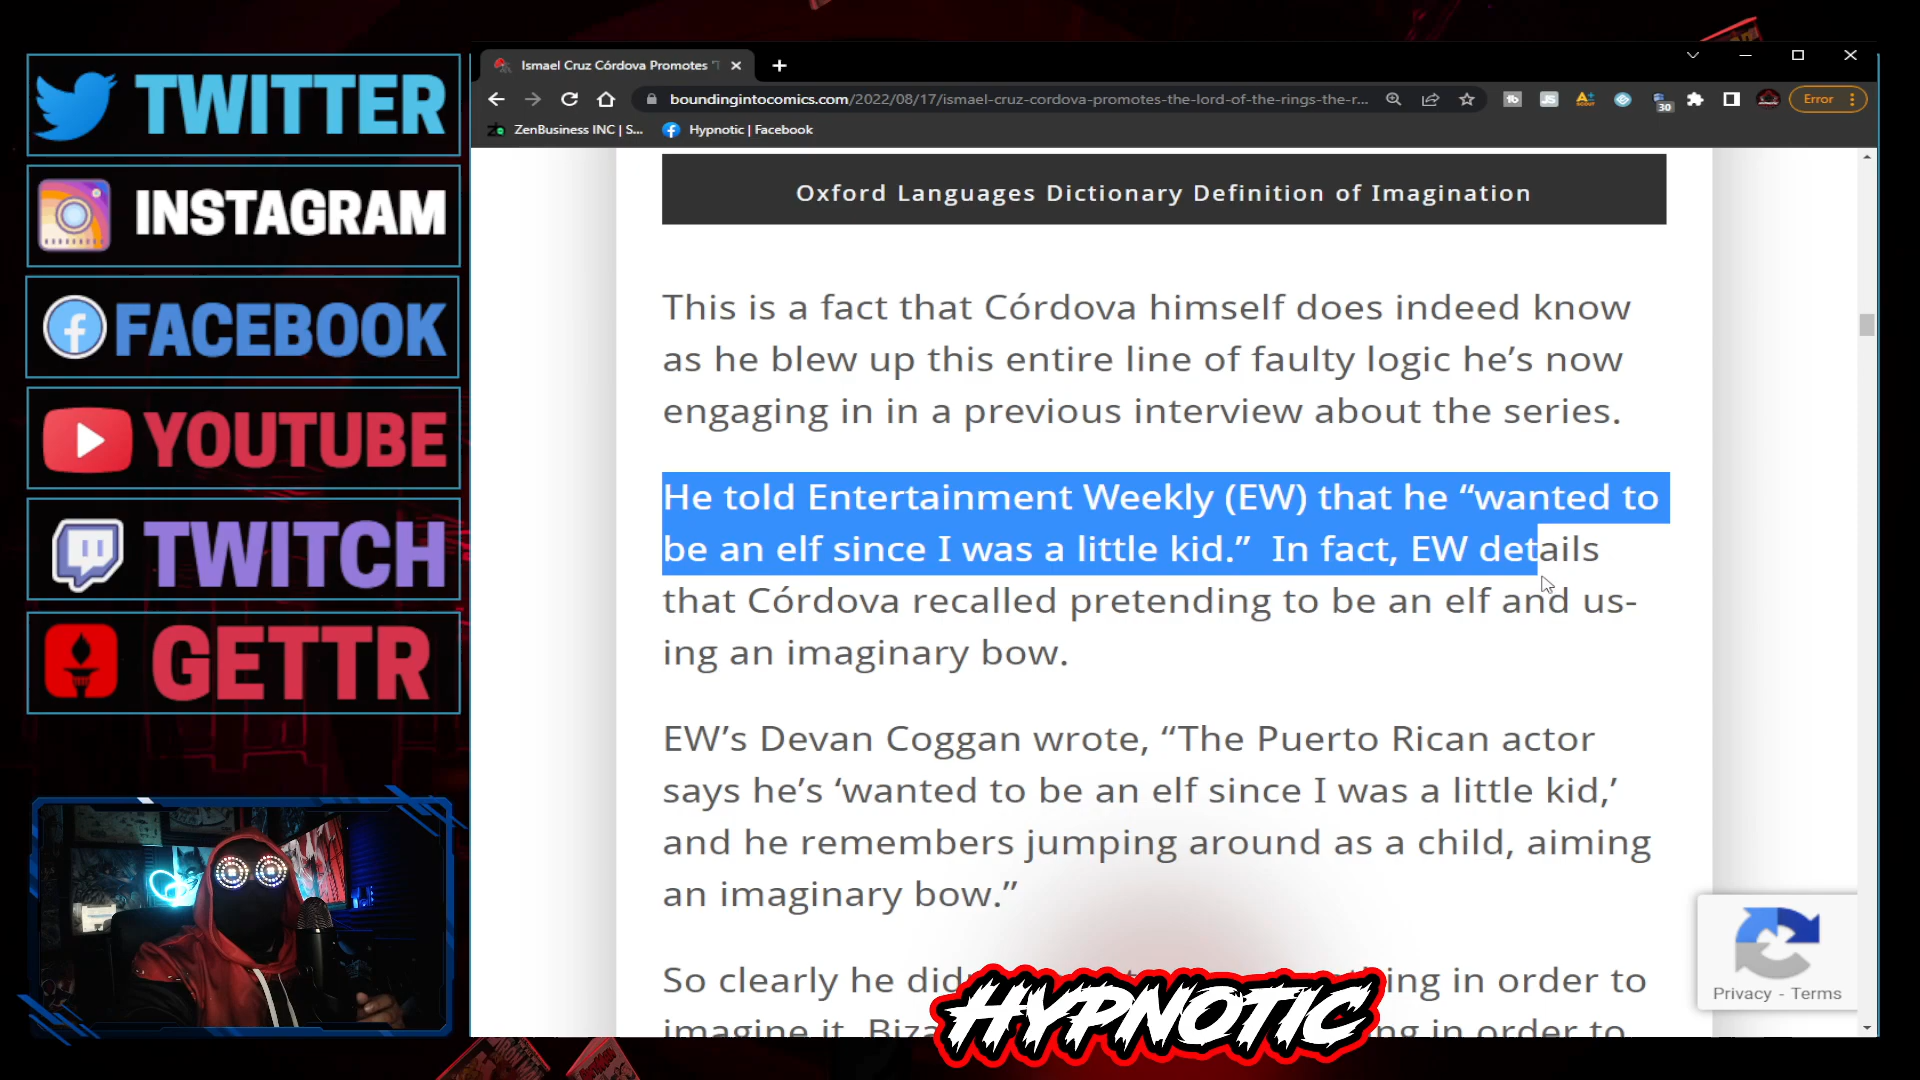 TWITTER
INSTAGRAM
FACEBOOK
YOUTUBE
TWITCH
GETTR
Ismael Cruz Córdova Promotes 'T
boundingintocomics.com/2022/08/17/ismael-cruz-cordova-promotes-the-lord-of-the-rings-the-r...
30
Error
ZenBusiness INC | S...
Hypnotic | Facebook
Oxford Languages Dictionary Definition of Imagination
This is a fact that Córdova himself does indeed know
as he blew up this entire line of faulty logic he's now
engaging in in a previous interview about the series.
He told Entertainment Weekly (EW) that he “wanted to
be an elf since I was a little kid.” In fact, EW details
that Córdova recalled pretending to be an elf and us-
ing an imaginary bow.
EW’s Devan Coggan wrote, “The Puerto Rican actor
says he’s ‘wanted to be an elf since I was a little kid,’
and he remembers jumping around as a child, aiming
an imaginary bow.”
So clearly he did in order to
imagine it. in order to
Privacy - Terms
HYPNOTIC